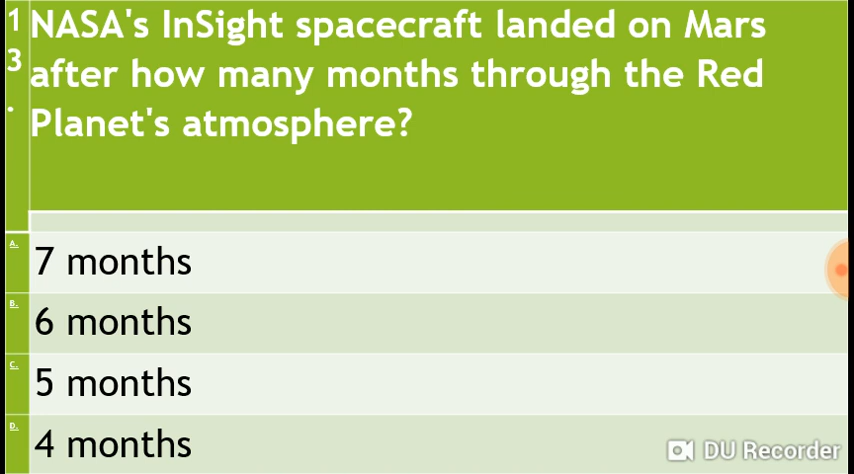 13. NASA's InSight spacecraft landed on Mars
after how many months through the Red
Planet's atmosphere?
A. 7 months
B. 6 months
C. 5 months
D. 4 months
DU Recorder